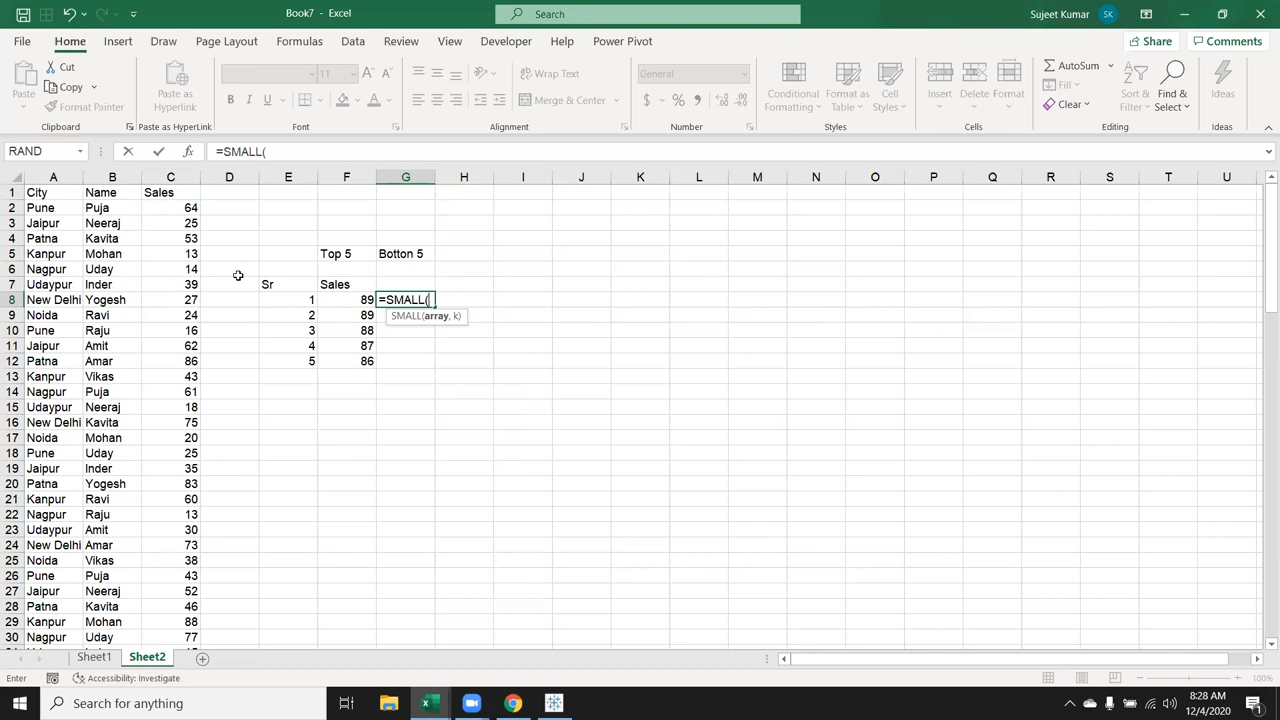 Book7 - Excel
Search
Sujeet Kumar
SK
File Home Insert Draw Page Layout Formulas Data Review View Developer Help Power Pivot
Share
Comments
Paste
Cut
Copy
Format Painter
Clipboard
Paste as Hyperlink
Paste as HyperLink
11
B I U
Font
Wrap Text
Merge & Center
Alignment
General
Number
Conditional Formatting
Format as Table
Cell Styles
Styles
Insert
Delete
Format
Cells
AutoSum
Fill
Clear
Sort & Filter
Find & Select
Editing
Ideas
Ideas
RAND
=SMALL(
A B C D E F G H I J K L M N O P Q R S T U
1 City Name Sales
2 Pune Puja 64
3 Jaipur Neeraj 25
4 Patna Kavita 53
5 Kanpur Mohan 13 Top 5 Botton 5
6 Nagpur Uday 14
7 Udaypur Inder 39 Sr Sales
8 New Delhi Yogesh 27 1 89 =SMALL(
9 Noida Ravi 24 2 89 SMALL(array, k)
10 Pune Raju 16 3 88
11 Jaipur Amit 62 4 87
12 Patna Amar 86 5 86
13 Kanpur Vikas 43
14 Nagpur Puja 61
15 Udaypur Neeraj 18
16 New Delhi Kavita 75
17 Noida Mohan 20
18 Pune Uday 25
19 Jaipur Inder 35
20 Patna Yogesh 83
21 Kanpur Ravi 60
22 Nagpur Raju 13
23 Udaypur Amit 30
24 New Delhi Amar 73
25 Noida Vikas 38
26 Pune Puja 43
27 Jaipur Neeraj 52
28 Patna Kavita 46
29 Kanpur Mohan 88
30 Nagpur Uday 77
Sheet1 Sheet2
Enter
Accessibility: Investigate
100%
Type here to search
8:28 AM
12/4/2020